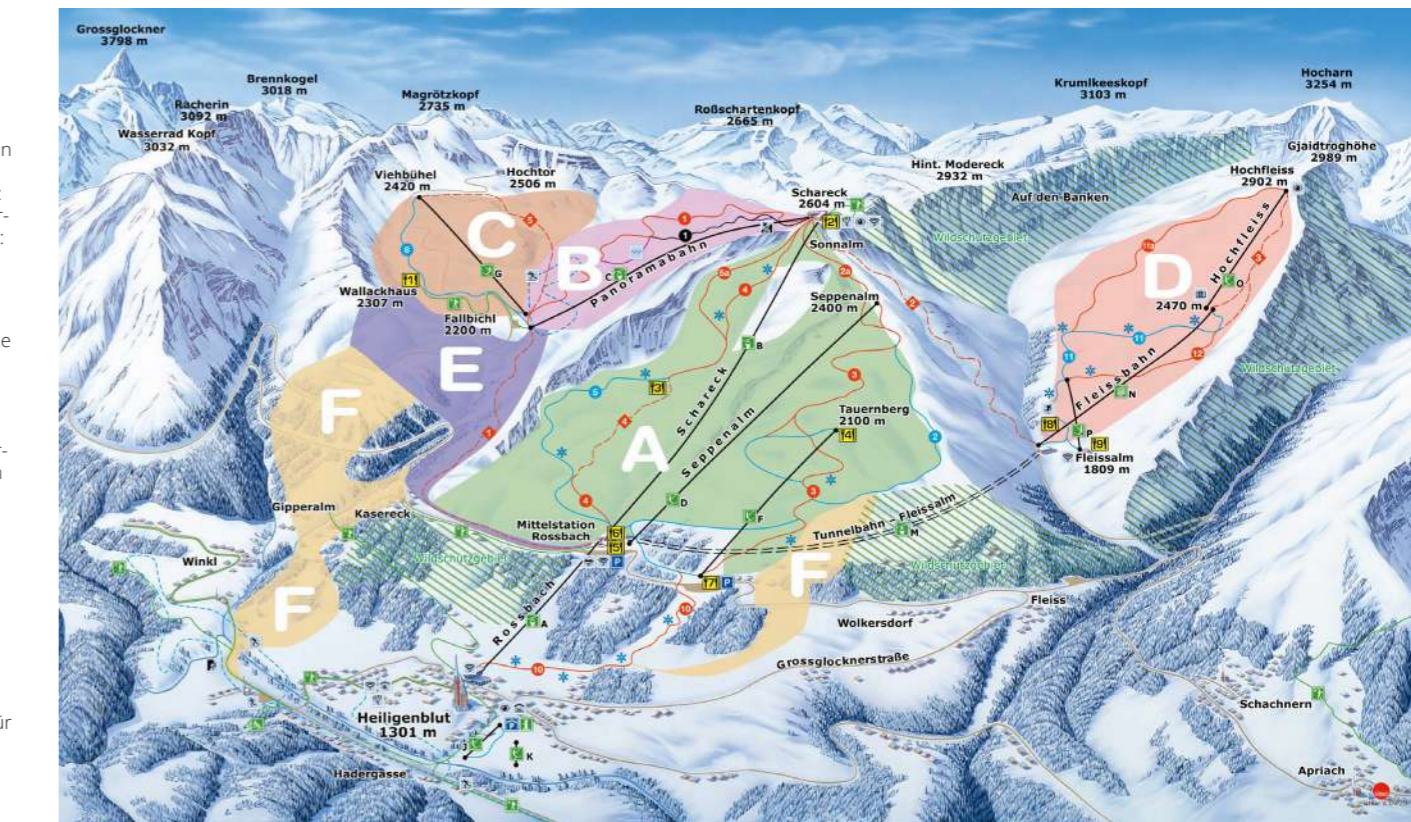 Grossglockner
3798 m
Brennkogel
3018 m
Racherin
3092 m
Wasserrad Kopf
3032 m
Magrötzkopf
2735 m
Roßschartenkopf
2665 m
Krumlkeeskopf
3103 m
Hocharn
3254 m
Gjaidtroghöhe
2989 m
Hochfleiss
2902 m
Hint. Modereck
2932 m
Auf den Banken
Viehbühel
2420 m
Hochtor
2506 m
Schareck
2604 m
Sonnalm
Wildschutzgebiet
Wallackhaus
2307 m
Fallbichl
2200 m
Panoramabahn
Seppenalm
2400 m
2470 m
Hochfleiss
Fleissbahn
Wildschutzgebiet
Schareck
Seppenalm
Tauernberg
2100 m
Fleissalm
1809 m
A
B
C
D
E
F
F
F
Gipperalm
Kasereck
Mittelstation
Rossbach
Tunnelbahn - Fleissalm
Wildschutzgebiet
Wildschutzgebiet
Winkl
Rossbach
Fleiss
Wolkersdorf
Grossglocknerstraße
Heiligenblut
1301 m
Hadergasse
Schachnern
Apriach